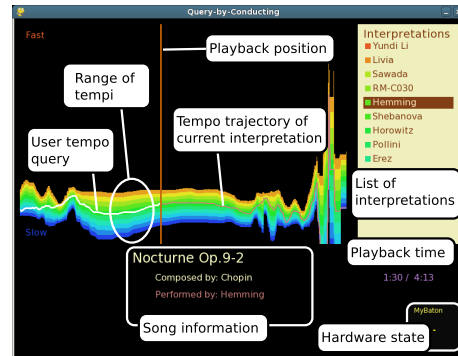 Query-by-Conducting
Fast
Playback position
Range of
tempi
User tempo
query
Tempo trajectory of
current interpretation
Slow
Interpretations
Yundi Li
Livia
Sawada
RM-C030
Hemming
Shebanova
Horowitz
Pollini
Erez
List of
interpretations
Playback time
1:30 / 4:13
Nocturne Op.9-2
Composed by: Chopin
Performed by: Hemming
Song information
MyBaton
Hardware state